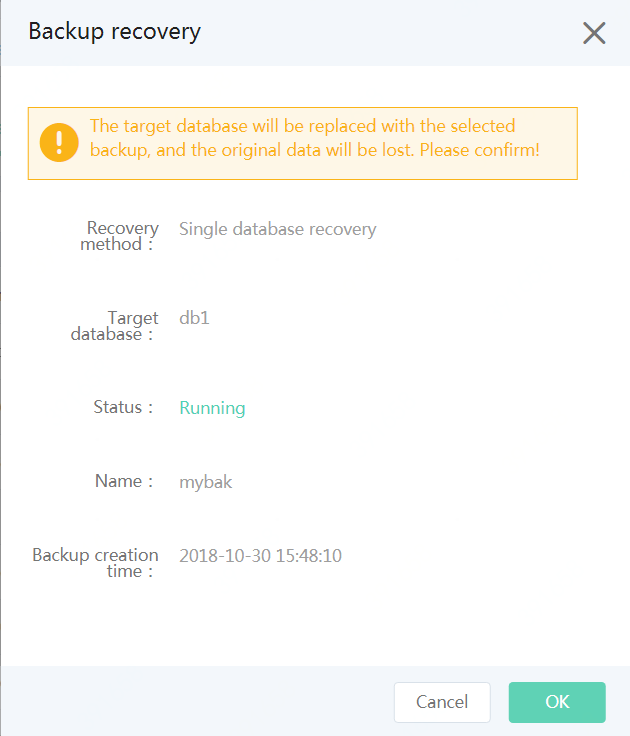 Backup recovery
The target database will be replaced with the selected
backup, and the original data will be lost. Please confirm!
Recovery
method： Single database recovery
Target
database： db1
Status： Running
Name： mybak
Backup creation
time： 2018-10-30 15:48:10
Cancel
OK